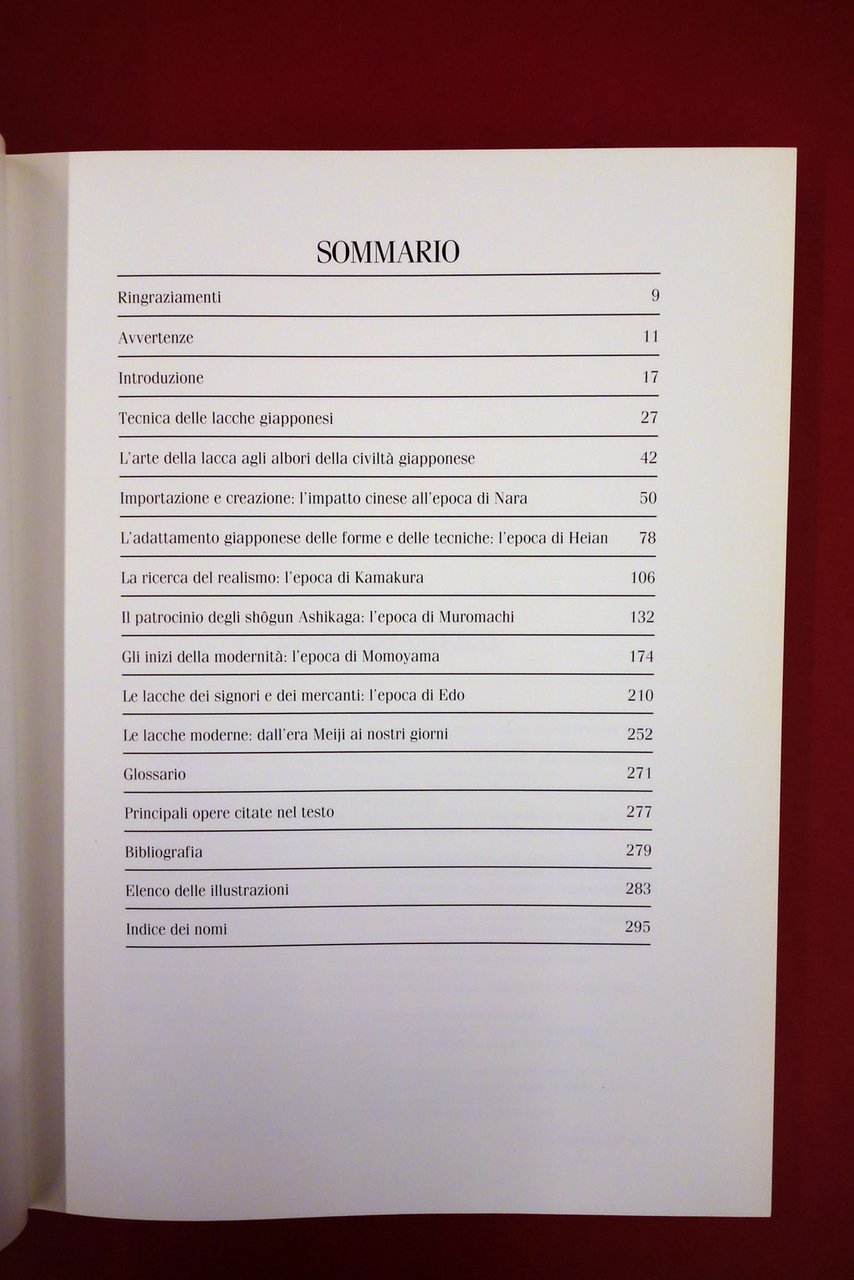 SOMMARIO
Ringraziamenti 9
Avvertenze 11
Introduzione 17
Tecnica delle lacche giapponesi 27
L'arte della lacca agli albori della civiltà giapponese 42
Importazione e creazione: l'impatto cinese all'epoca di Nara 50
L'adattamento giapponese delle forme e delle tecniche: l'epoca di Heian 78
La ricerca del realismo: l'epoca di Kamakura 106
Il patrocinio degli shôgun Ashikaga: l'epoca di Muromachi 132
Gli inizi della modernità: l'epoca di Momoyama 174
Le lacche dei signori e dei mercanti: l'epoca di Edo 210
Le lacche moderne: dall'era Meiji ai nostri giorni 252
Glossario 271
Principali opere citate nel testo 277
Bibliografia 279
Elenco delle illustrazioni 283
Indice dei nomi 295